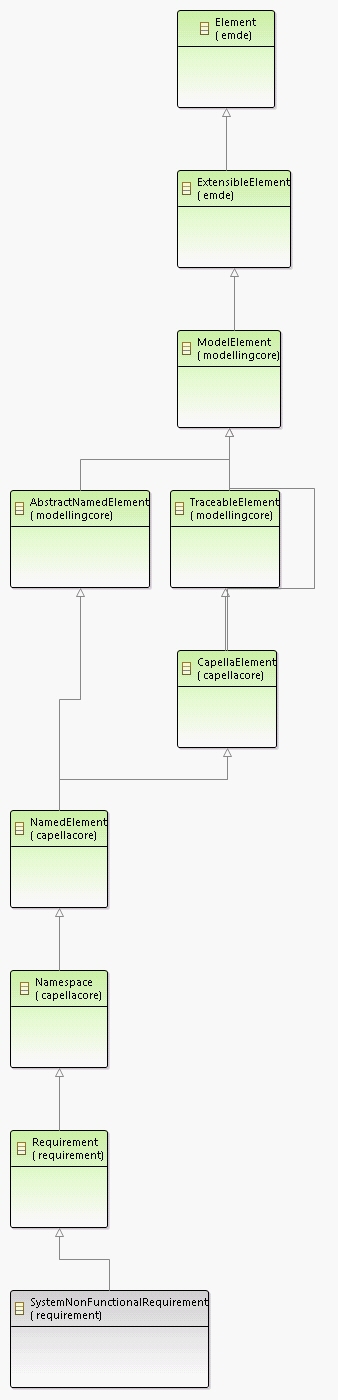 Element
( emde)
ExtensibleElement
( emde)
ModelElement
( modellingcore)
AbstractNamedElement
( modellingcore)
TraceableElement
( modellingcore)
CapellaElement
( capellacore)
NamedElement
( capellacore)
Namespace
( capellacore)
Requirement
( requirement)
SystemNonFunctionalRequirement
( requirement)